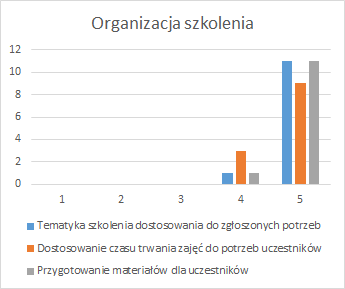 Organizacja szkolenia
12
10
8
6
4
2
0
1 2 3 4 5
Tematyka szkolenia dostosowania do zgłoszonych potrzeb
Dostosowanie czasu trwania zajęć do potrzeb uczestników
Przygotowanie materiałów dla uczestników